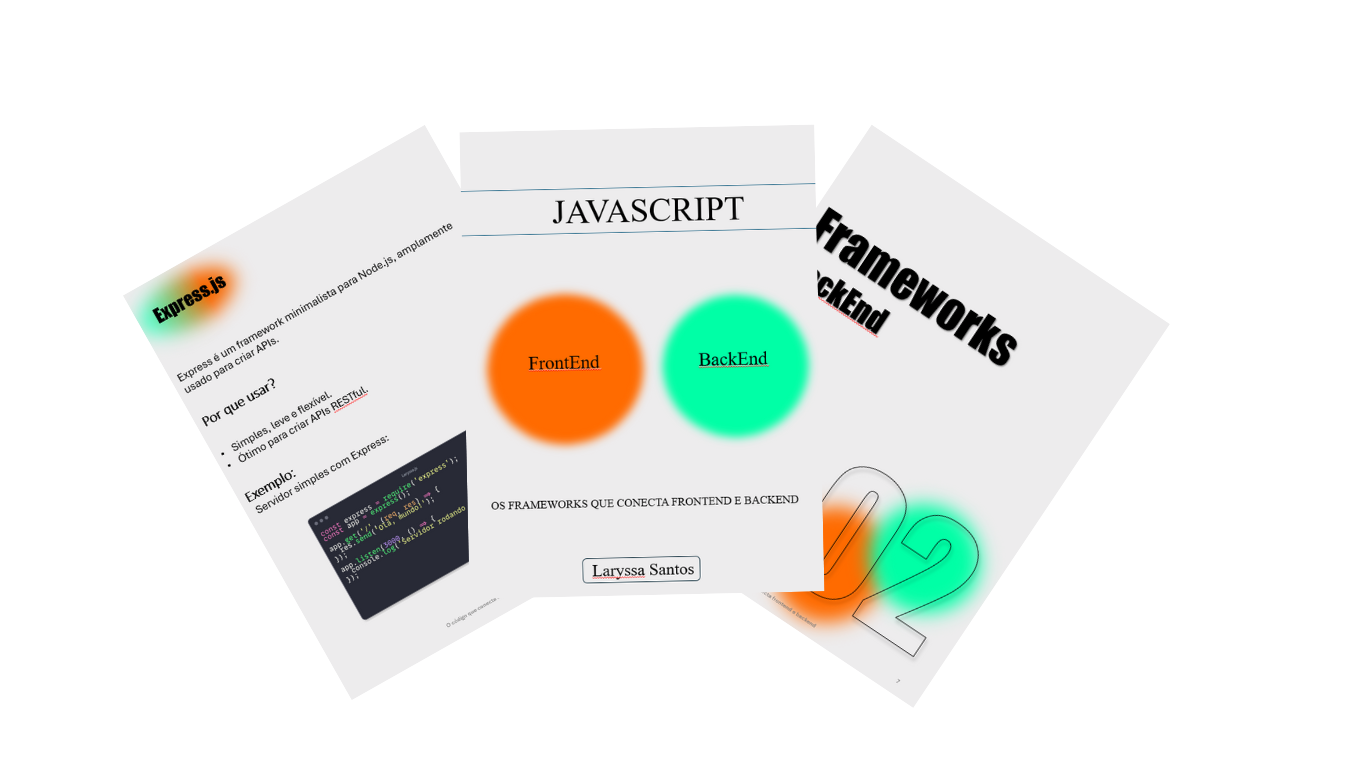 Express.js
Express é um framework minimalista para Node.js, amplamente
usado para criar APIs.
Por que usar?
• Simples, leve e flexível.
• Ótimo para criar APIs RESTful.
Exemplo:
Servidor simples com Express:
const express = require('express');
const app = express();
app.get('/', (req, res) => {
res.send('Olá, mundo!');
});
app.listen(3000, () => {
console.log('Servidor rodando
});
O código que conecta
JAVASCRIPT
FrontEnd
BackEnd
OS FRAMEWORKS QUE CONECTA FRONTEND E BACKEND
Laryssa Santos
Frameworks
ckEnd
02
cta frontend e backend
7